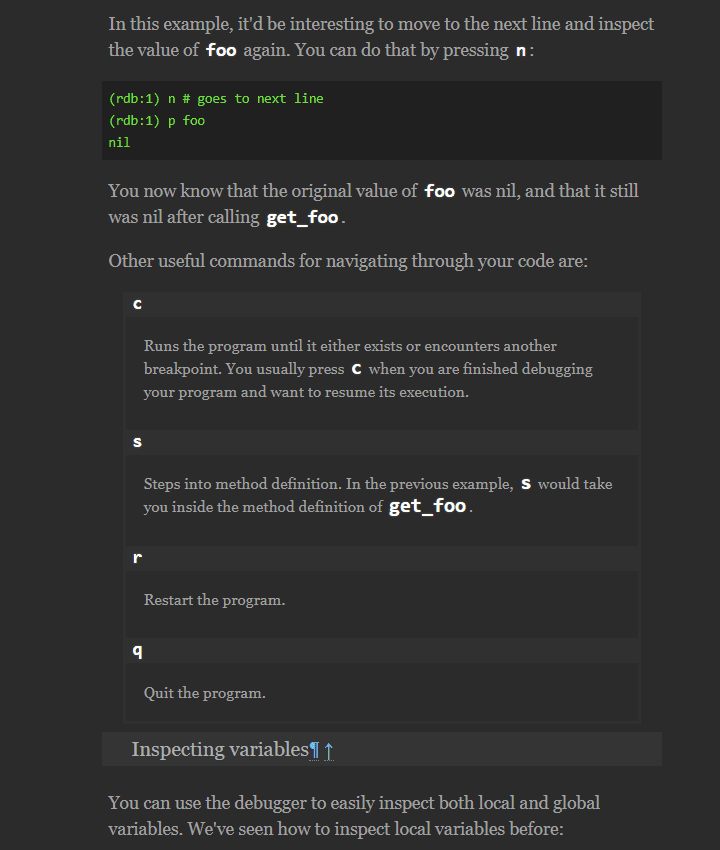 In this example, it'd be interesting to move to the next line and inspect
the value of foo again. You can do that by pressing n:
(rdb:1) n # goes to next line
(rdb:1) p foo
nil
You now know that the original value of foo was nil, and that it still
was nil after calling get_foo.
Other useful commands for navigating through your code are:
c
Runs the program until it either exists or encounters another
breakpoint. You usually press c when you are finished debugging
your program and want to resume its execution.
s
Steps into method definition. In the previous example, s would take
you inside the method definition of get_foo.
r
Restart the program.
q
Quit the program.
Inspecting variables¶ ↑
You can use the debugger to easily inspect both local and global
variables. We've seen how to inspect local variables before: